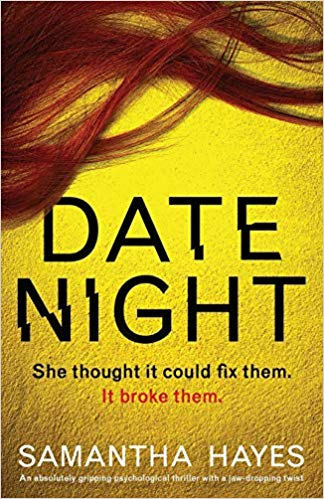 DATE
NIGHT
She thought it could fix them.
It broke them.
SAMANTHA HAYES
An absolutely gripping psychological thriller with a jaw-dropping twist